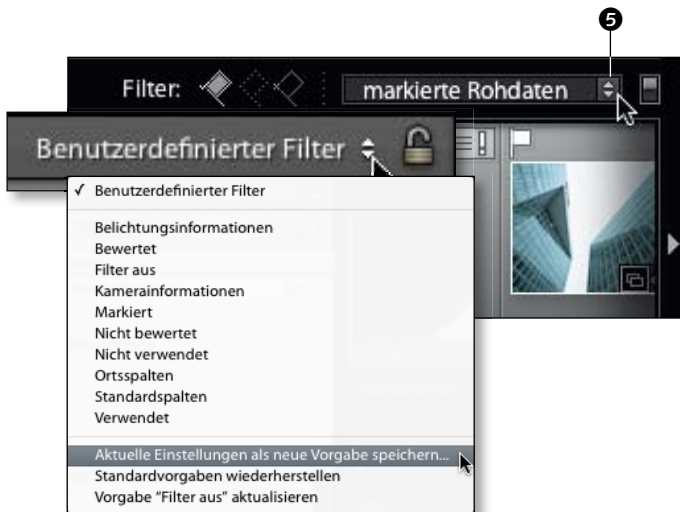 ❺
Filter: markierte Rohdaten
Benutzerdefinierter Filter
✓ Benutzerdefinierter Filter
Belichtungsinformationen
Bewertet
Filter aus
Kamerainformationen
Markiert
Nicht bewertet
Nicht verwendet
Ortsspalten
Standardspalten
Verwendet
Aktuelle Einstellungen als neue Vorgabe speichern...
Standardvorgaben wiederherstellen
Vorgabe "Filter aus" aktualisieren